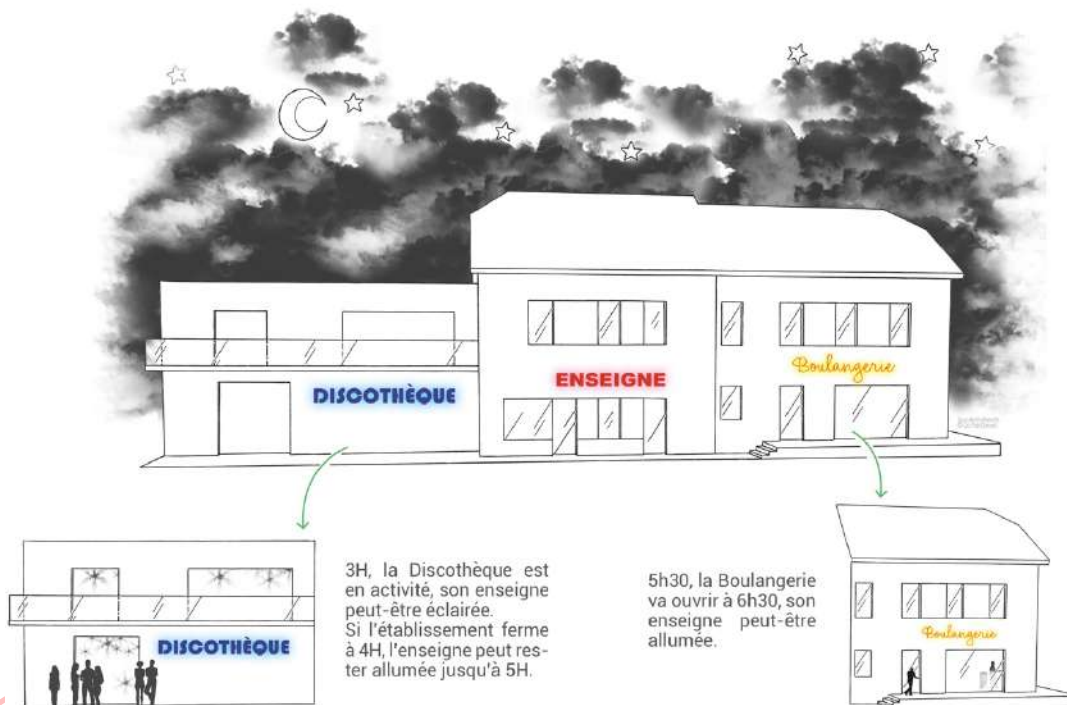 DISCOTHÈQUE
ENSEIGNE
Boulangerie
3H, la Discothèque est
en activité, son enseigne
peut-être éclairée.
Si l'établissement ferme
à 4H, l'enseigne peut res-
ter allumée jusqu'à 5H.
5h30, la Boulangerie
va ouvrir à 6h30, son
enseigne peut-être
allumée.
DISCOTHÈQUE
Boulangerie